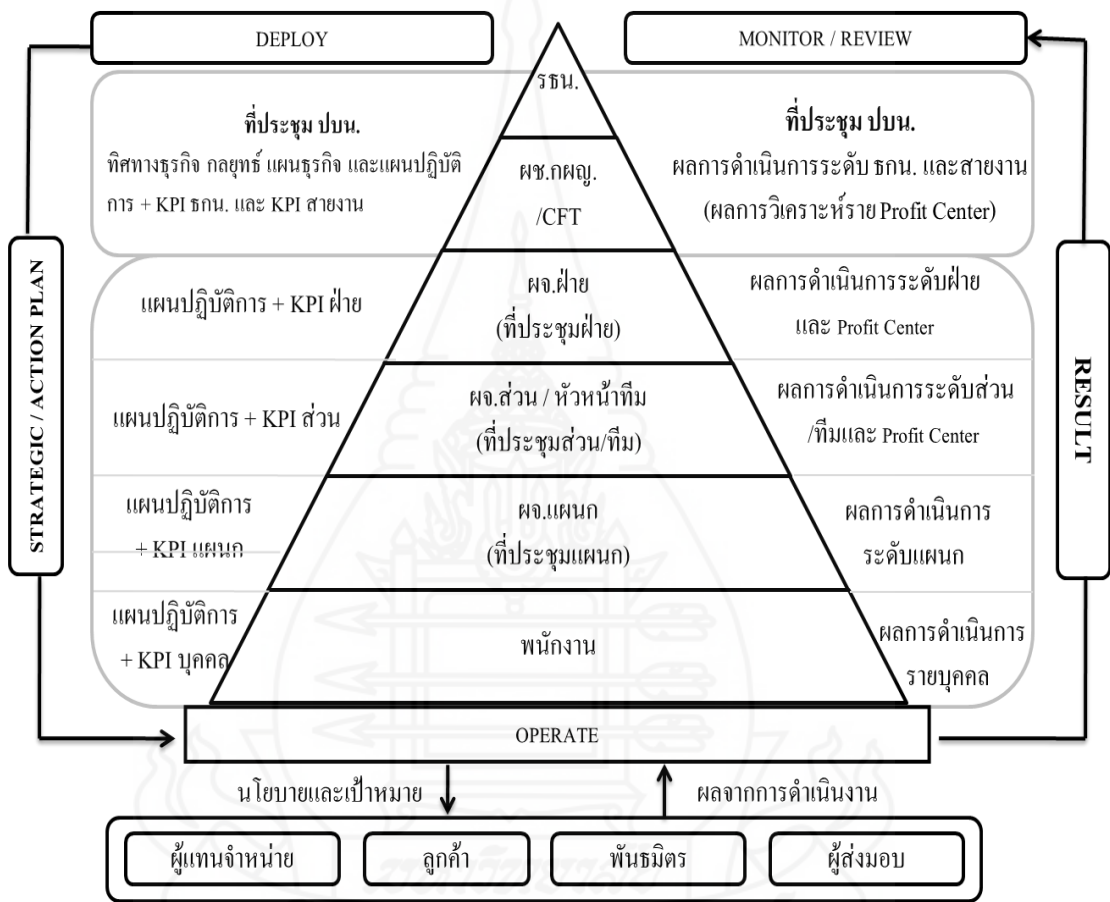 DEPLOY
MONITOR / REVIEW
รธน.
ที่ประชุม ปบน.
ทิศทางธุรกิจ กลยุทธ์ แผนธุรกิจ และแผนปฏิบัติ
การ + KPI ธกน. และ KPI สายงาน
ผช.กผญ.
/CFT
ที่ประชุม ปบน.
ผลการดำเนินการระดับ ธกน. และสายงาน
(ผลการวิเคราะห์ราย Profit Center)
STRATEGIC / ACTION PLAN
RESULT
แผนปฏิบัติการ + KPI ฝ่าย
ผจ.ฝ่าย
(ที่ประชุมฝ่าย)
ผลการดำเนินการระดับฝ่าย
และ Profit Center
แผนปฏิบัติการ + KPI ส่วน
ผจ.ส่วน / หัวหน้าทีม
(ที่ประชุมส่วน/ทีม)
ผลการดำเนินการระดับส่วน
/ทีมและ Profit Center
แผนปฏิบัติการ
+ KPI แผนก
ผจ.แผนก
(ที่ประชุมแผนก)
ผลการดำเนินการ
ระดับแผนก
แผนปฏิบัติการ
+ KPI บุคคล
พนักงาน
ผลการดำเนินการ
รายบุคคล
OPERATE
นโยบายและเป้าหมาย
ผลจากการดำเนินงาน
ผู้แทนจำหน่าย
ลูกค้า
พันธมิตร
ผู้ส่งมอบ